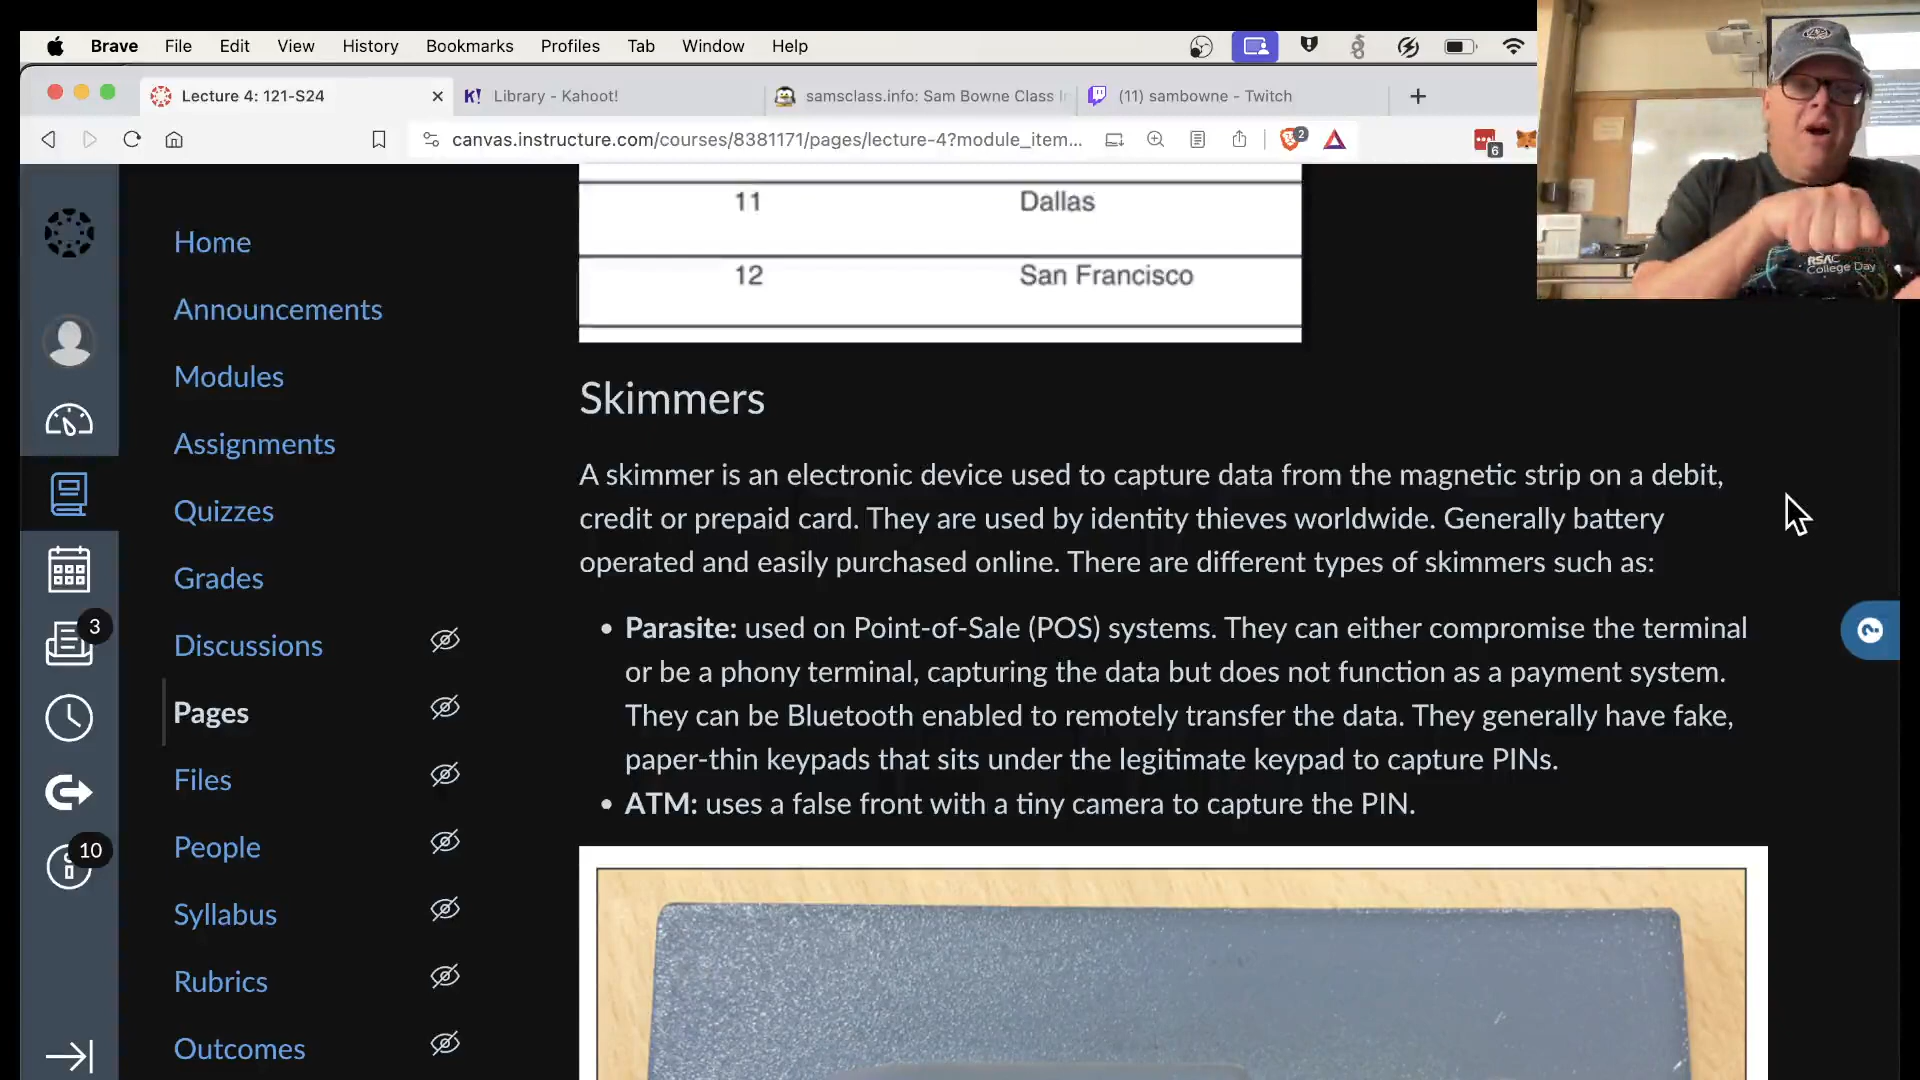 Brave File Edit View History Bookmarks Profiles Tab Window Help
Lecture 4: 121-S24
K! Library - Kahoot!
samsclass.info: Sam Bowne Class
(11) sambowne - Twitch
canvas.instructure.com/courses/8381171/pages/lecture-4?module_item...
2
6
11 Dallas
12 San Francisco
RSAC
College Day
Home
Announcements
Modules
Assignments
Quizzes
Grades
Discussions
Pages
Files
People
Syllabus
Rubrics
Outcomes
3
10
Skimmers
A skimmer is an electronic device used to capture data from the magnetic strip on a debit,
credit or prepaid card. They are used by identity thieves worldwide. Generally battery
operated and easily purchased online. There are different types of skimmers such as:
• Parasite: used on Point-of-Sale (POS) systems. They can either compromise the terminal
or be a phony terminal, capturing the data but does not function as a payment system.
They can be Bluetooth enabled to remotely transfer the data. They generally have fake,
paper-thin keypads that sits under the legitimate keypad to capture PINs.
• ATM: uses a false front with a tiny camera to capture the PIN.